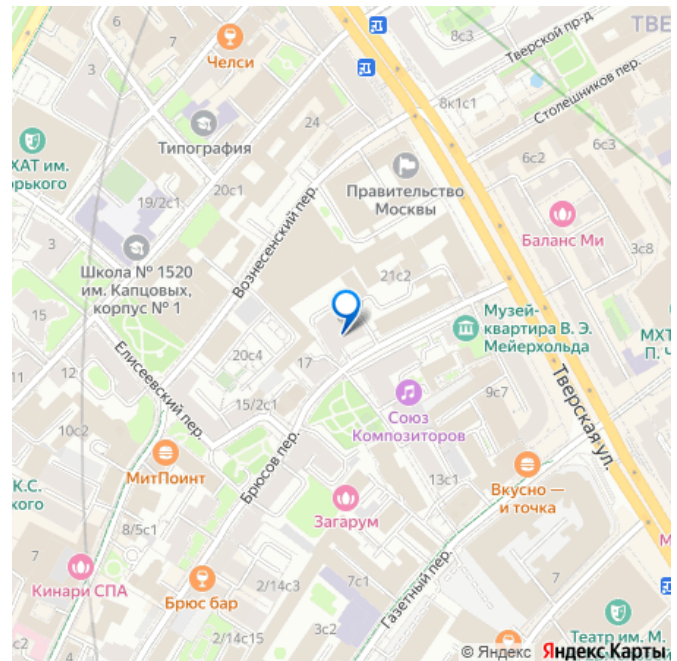 6
7
8с3
Тверской пр-д
ТВЕ
Челси
3
Столешников пер.
24
8к1с1
МХАТ им.
орького
Типография
6с2
6с3
20с1
Правительство
Москвы
19/2с1
Вознесенский пер.
Баланс Ми
3
Школа № 1520
им. Капцовых,
корпус № 1
21с2
3с8
15
Музей-
квартира В. Э.
Мейерхольда
МХТ
П. Ч
Елисеевский пер.
20с4
17
11
12
Тверская ул.
15/2с1
9с7
10с2
Союз
Композиторов
Брюсов пер.
МитПоинт
13с1
К.С.
ского
Вкусно —
и точка
Загарум
8/5с1
Газетный пер.
7
7с1
Кинари СПА
2/14с3
7
М
Брюс бар
3с2
2/14с15
с2
4
Театр им. М.
© Яндекс Яндекс Карты